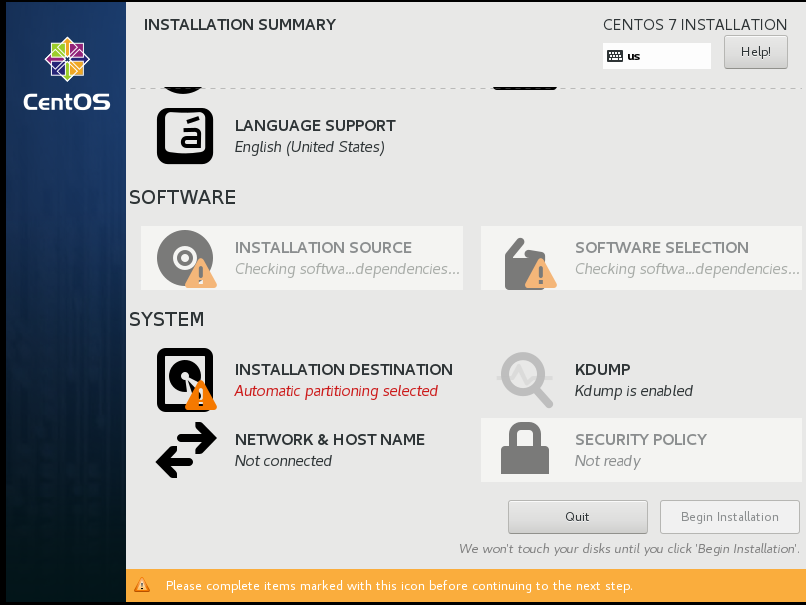 INSTALLATION SUMMARY
CENTOS 7 INSTALLATION
us
Help!
CentOS
á
LANGUAGE SUPPORT
English (United States)
SOFTWARE
INSTALLATION SOURCE
Checking softwa...dependencies...
SOFTWARE SELECTION
Checking softwa...dependencies...
SYSTEM
INSTALLATION DESTINATION
Automatic partitioning selected
KDUMP
Kdump is enabled
NETWORK & HOST NAME
Not connected
SECURITY POLICY
Not ready
Quit
Begin Installation
We won't touch your disks until you click 'Begin Installation'.
Please complete items marked with this icon before continuing to the next step.